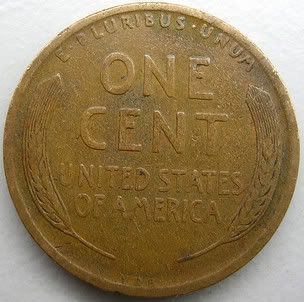 E·PLURIBUS·UNUM
ONE
CENT
UNITED STATES
OF AMERICA